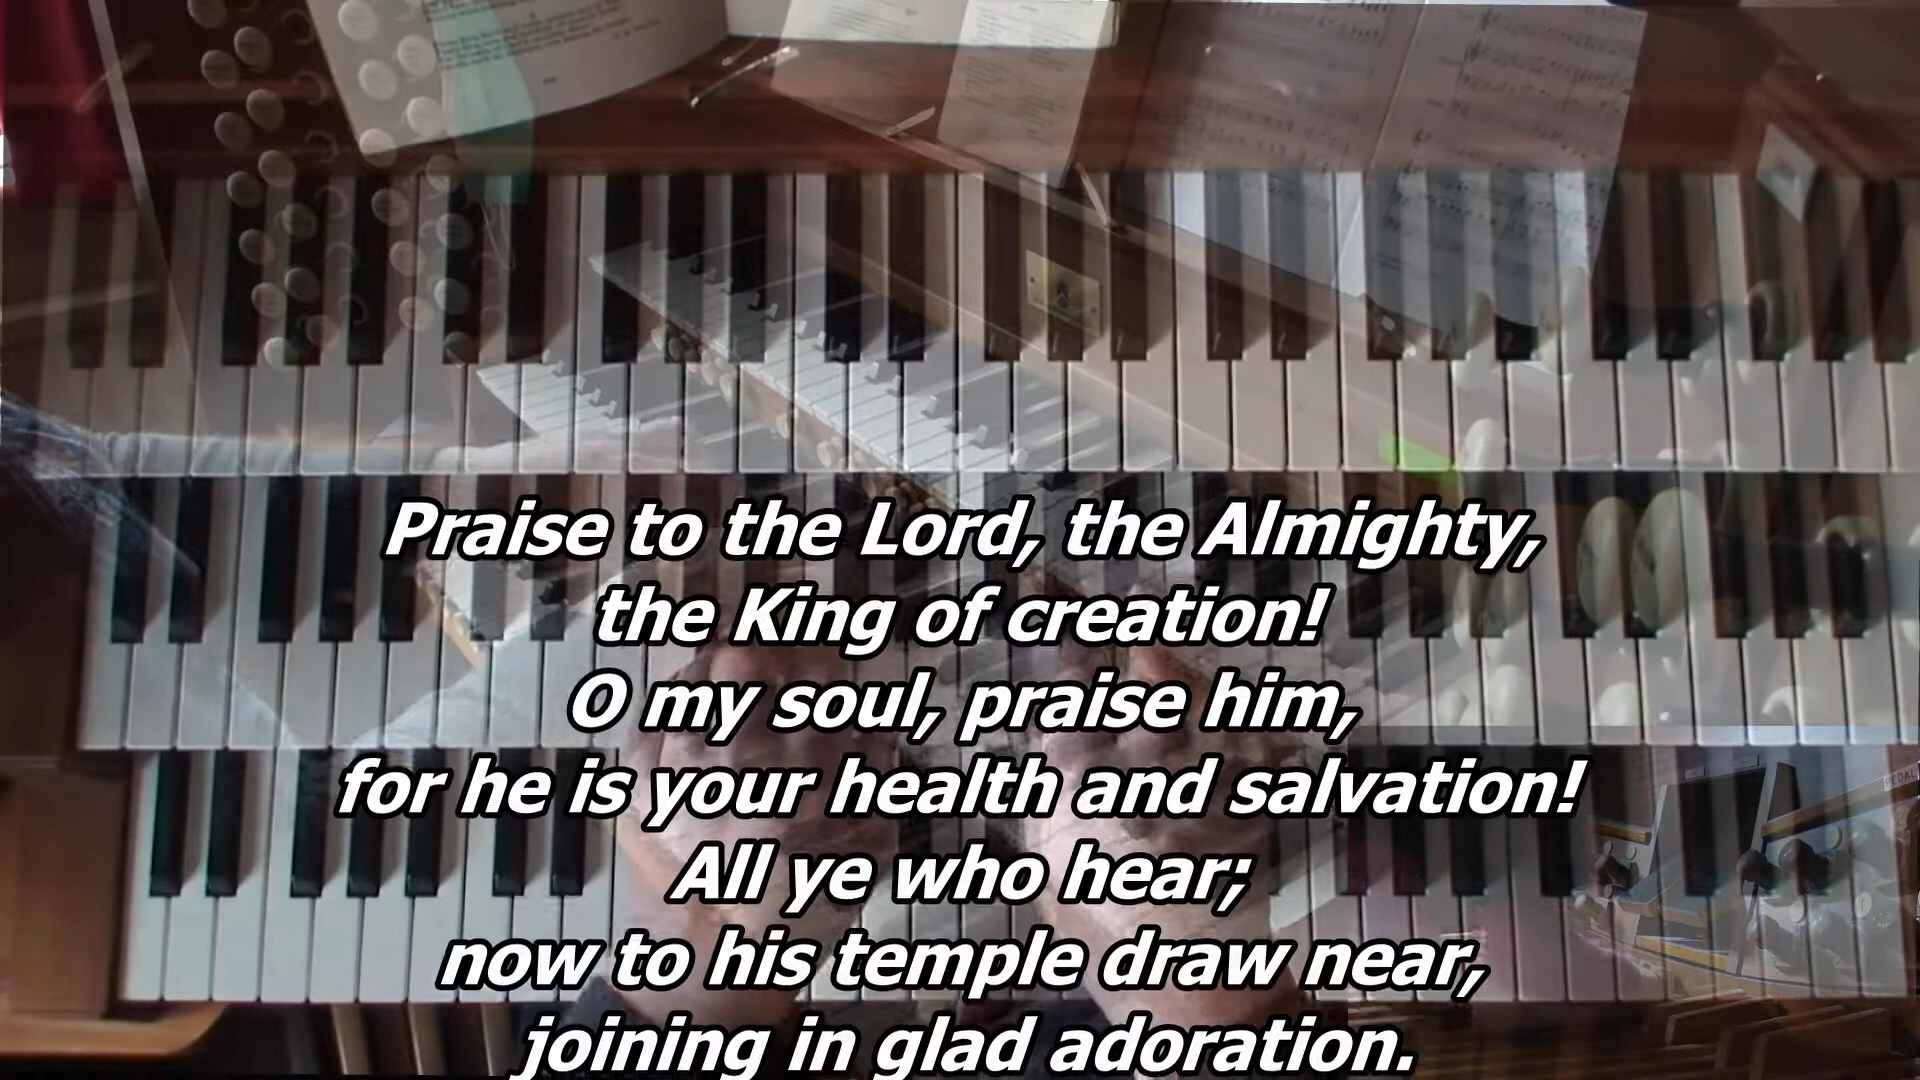 Praise to the Lord, the Almighty,
the King of creation!
O my soul, praise him,
for he is your health and salvation!
All ye who hear;
now to his temple draw near,
joining in glad adoration.
PEDAL